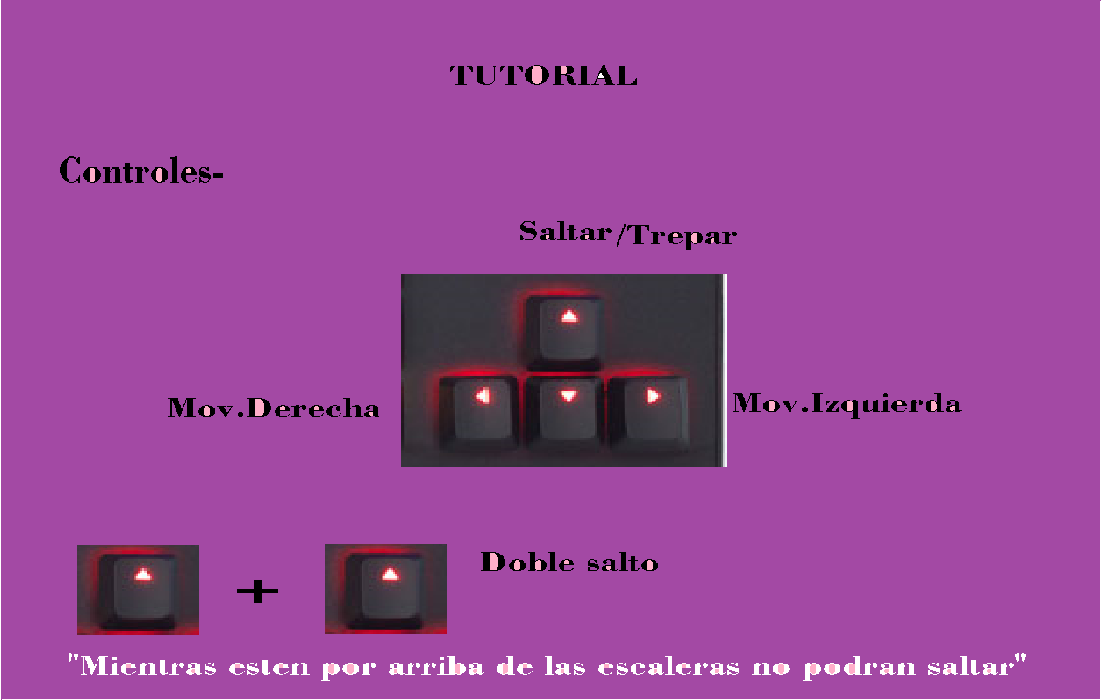 TUTORIAL
Controles-
Saltar/Trepar
Mov.Derecha
Mov.Izquierda
+
Doble salto
"Mientras esten por arriba de las escaleras no podran saltar"